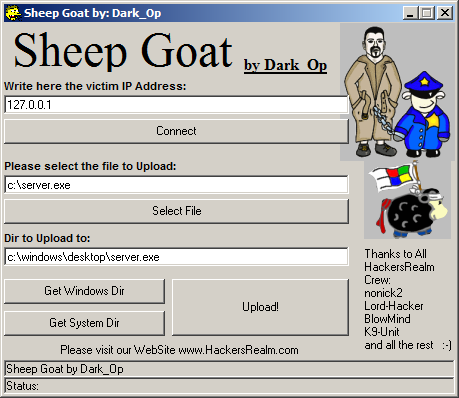 Sheep Goat by: Dark_Op
Sheep Goat by Dark_Op
Write here the victim IP Address:
127.0.0.1
Connect
Please select the file to Upload:
c:\server.exe
Select File
Dir to Upload to:
c:\windows\desktop\server.exe
Get Windows Dir
Upload!
Get System Dir
Thanks to All
HackersRealm
Crew:
nonick2
Lord-Hacker
BlowMind
K9-Unit
and all the rest :-)
Please visit our WebSite www.HackersRealm.com
Sheep Goat by Dark_Op
Status: